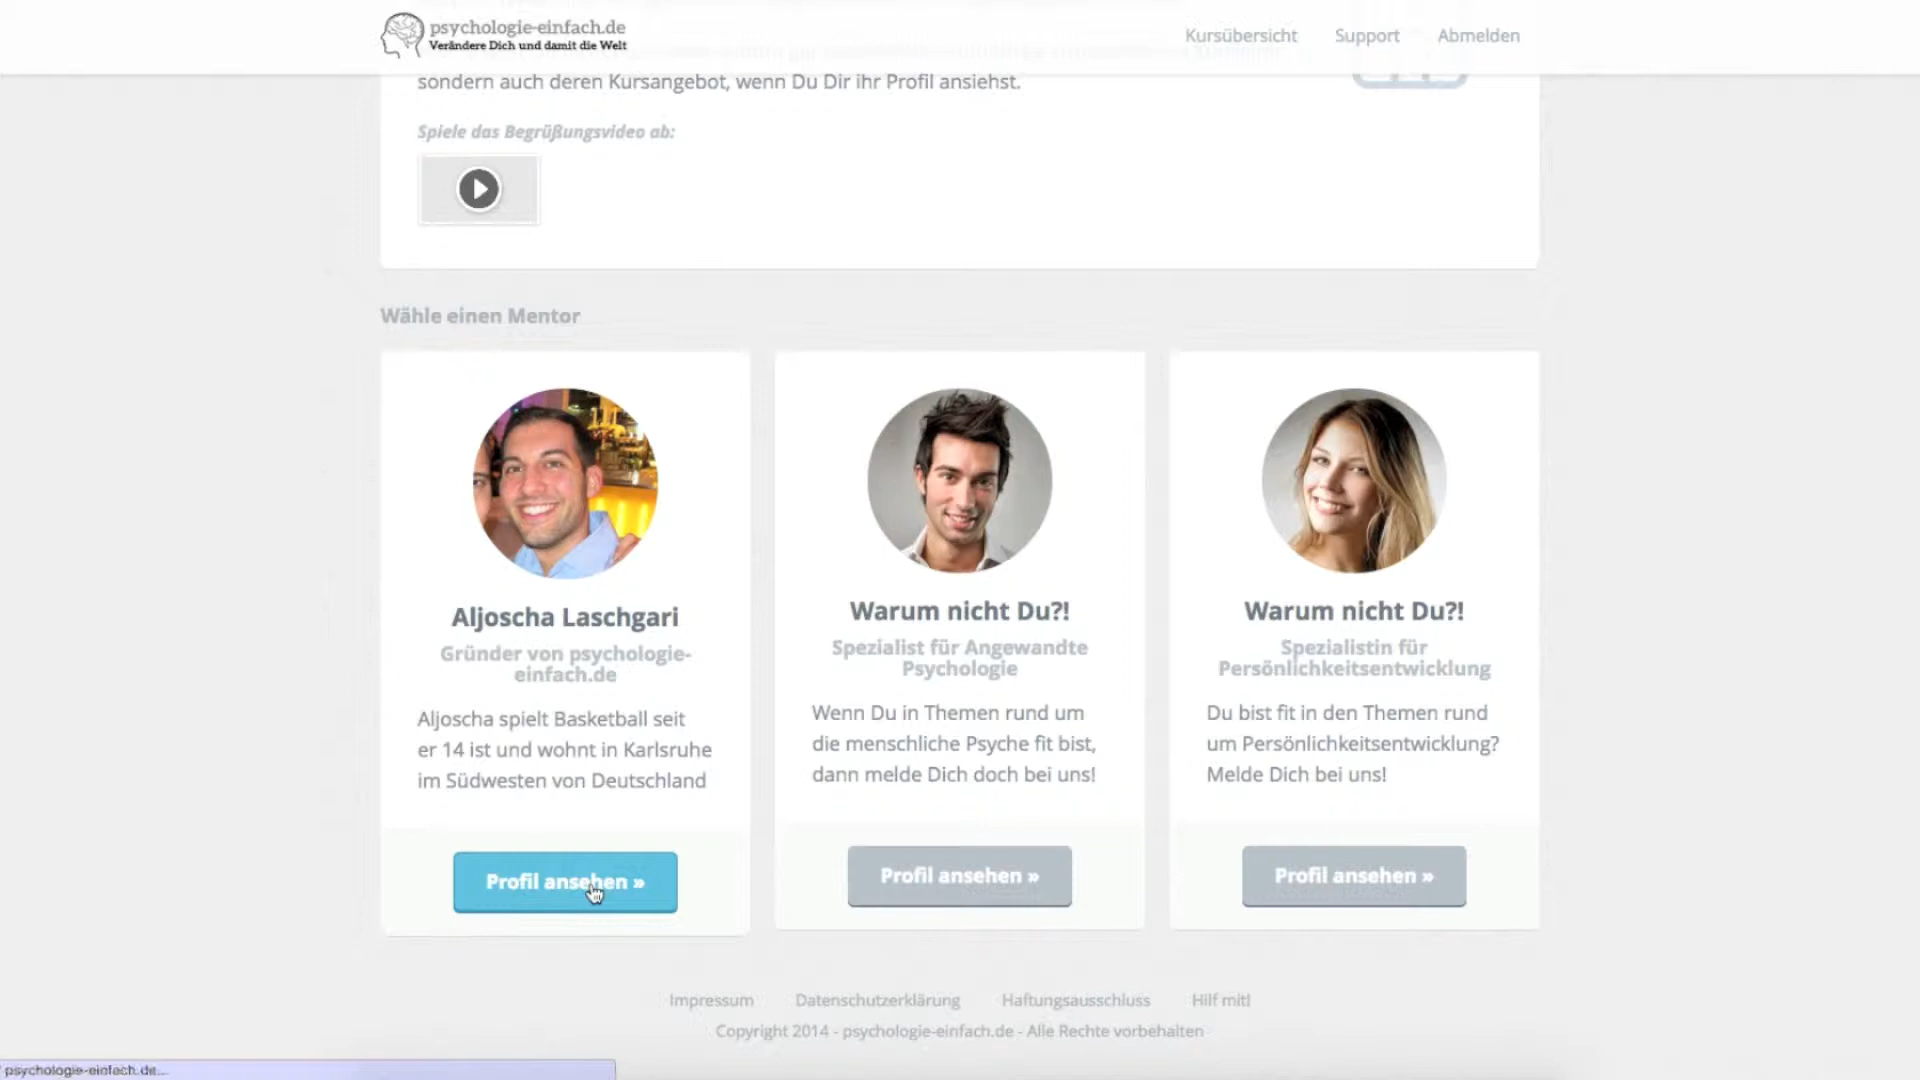 psychologie-einfach.de
Verändere Dich und damit die Welt
Kursübersicht
Support
Abmelden
sondern auch deren Kursangebot, wenn Du Dir ihr Profil ansiehst.
Spiele das Begrüßungsvideo ab:
Wähle einen Mentor
Aljoscha Laschgari
Gründer von psychologie-
einfach.de
Aljoscha spielt Basketball seit
er 14 ist und wohnt in Karlsruhe
im Südwesten von Deutschland
Profil ansehen »
Warum nicht Du?!
Spezialist für Angewandte
Psychologie
Wenn Du in Themen rund um
die menschliche Psyche fit bist,
dann melde Dich doch bei uns!
Profil ansehen »
Warum nicht Du?!
Spezialistin für
Persönlichkeitsentwicklung
Du bist fit in den Themen rund
um Persönlichkeitsentwicklung?
Melde Dich bei uns!
Profil ansehen »
Impressum
Datenschutzerklärung
Haftungsausschluss
Hilf mit!
Copyright 2014 - psychologie-einfach.de - Alle Rechte vorbehalten
psychologie-einfach.de...